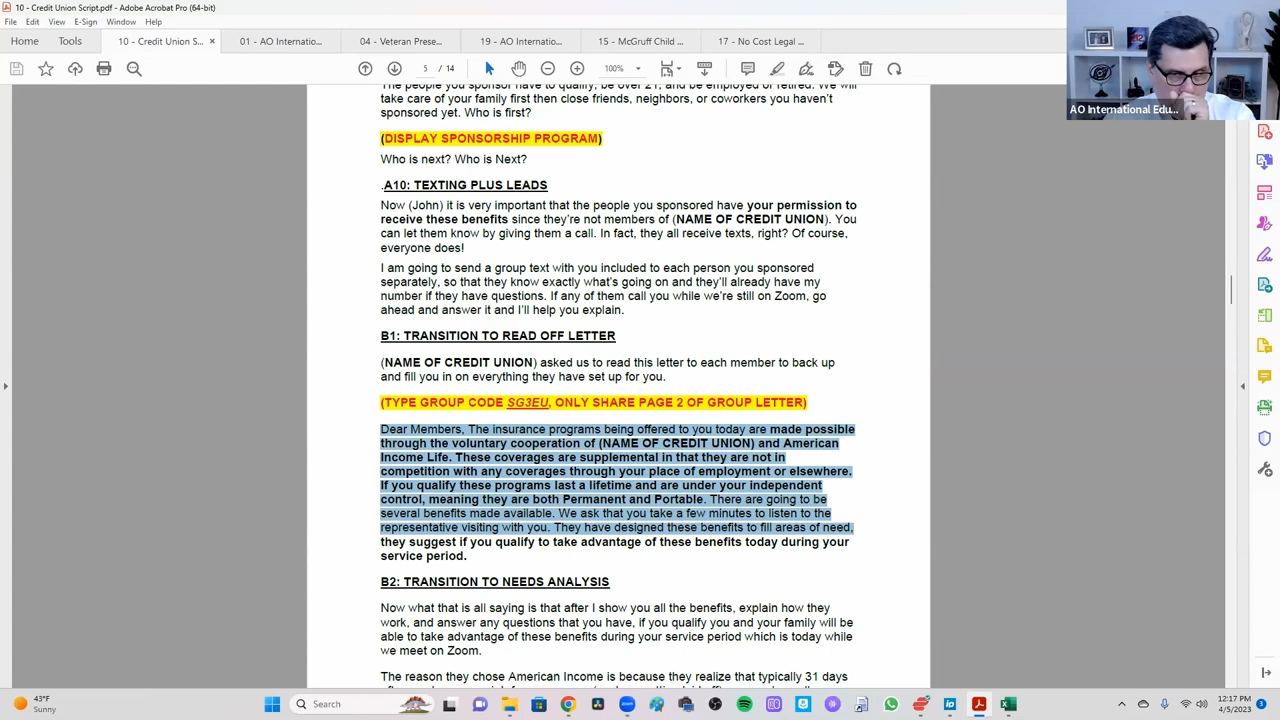 10 - Credit Union Script.pdf - Adobe Acrobat Pro (64-bit)
File Edit View E-Sign Window Help
Home Tools 10 - Credit Union S... × 01 - AO Internatio... 04 - Veteran Prese... 19 - AO Internatio... 15 - McGruff Child ... 17 - No Cost Legal ...
5 / 14 100%
AO International Edu...
The people you sponsor have to qualify, be over 21, and be employed or retired. We will
take care of your family first then close friends, neighbors, or coworkers you haven't
sponsored yet. Who is first?
(DISPLAY SPONSORSHIP PROGRAM)
Who is next? Who is Next?
.A10: TEXTING PLUS LEADS
Now (John) it is very important that the people you sponsored have your permission to
receive these benefits since they're not members of (NAME OF CREDIT UNION). You
can let them know by giving them a call. In fact, they all receive texts, right? Of course,
everyone does!
I am going to send a group text with you included to each person you sponsored
separately, so that they know exactly what's going on and they'll already have my
number if they have questions. If any of them call you while we're still on Zoom, go
ahead and answer it and I'll help you explain.
B1: TRANSITION TO READ OFF LETTER
(NAME OF CREDIT UNION) asked us to read this letter to each member to back up
and fill you in on everything they have set up for you.
(TYPE GROUP CODE SG3EU, ONLY SHARE PAGE 2 OF GROUP LETTER)
Dear Members, The insurance programs being offered to you today are made possible
through the voluntary cooperation of (NAME OF CREDIT UNION) and American
Income Life. These coverages are supplemental in that they are not in
competition with any coverages through your place of employment or elsewhere.
If you qualify these programs last a lifetime and are under your independent
control, meaning they are both Permanent and Portable. There are going to be
several benefits made available. We ask that you take a few minutes to listen to the
representative visiting with you. They have designed these benefits to fill areas of need,
they suggest if you qualify to take advantage of these benefits today during your
service period.
B2: TRANSITION TO NEEDS ANALYSIS
Now what that is all saying is that after I show you all the benefits, explain how they
work, and answer any questions that you have, if you qualify you and your family will be
able to take advantage of these benefits during your service period which is today while
we meet on Zoom.
The reason they chose American Income is because they realize that typically 31 days
43°F
Sunny
Search
12:17 PM
4/5/2023